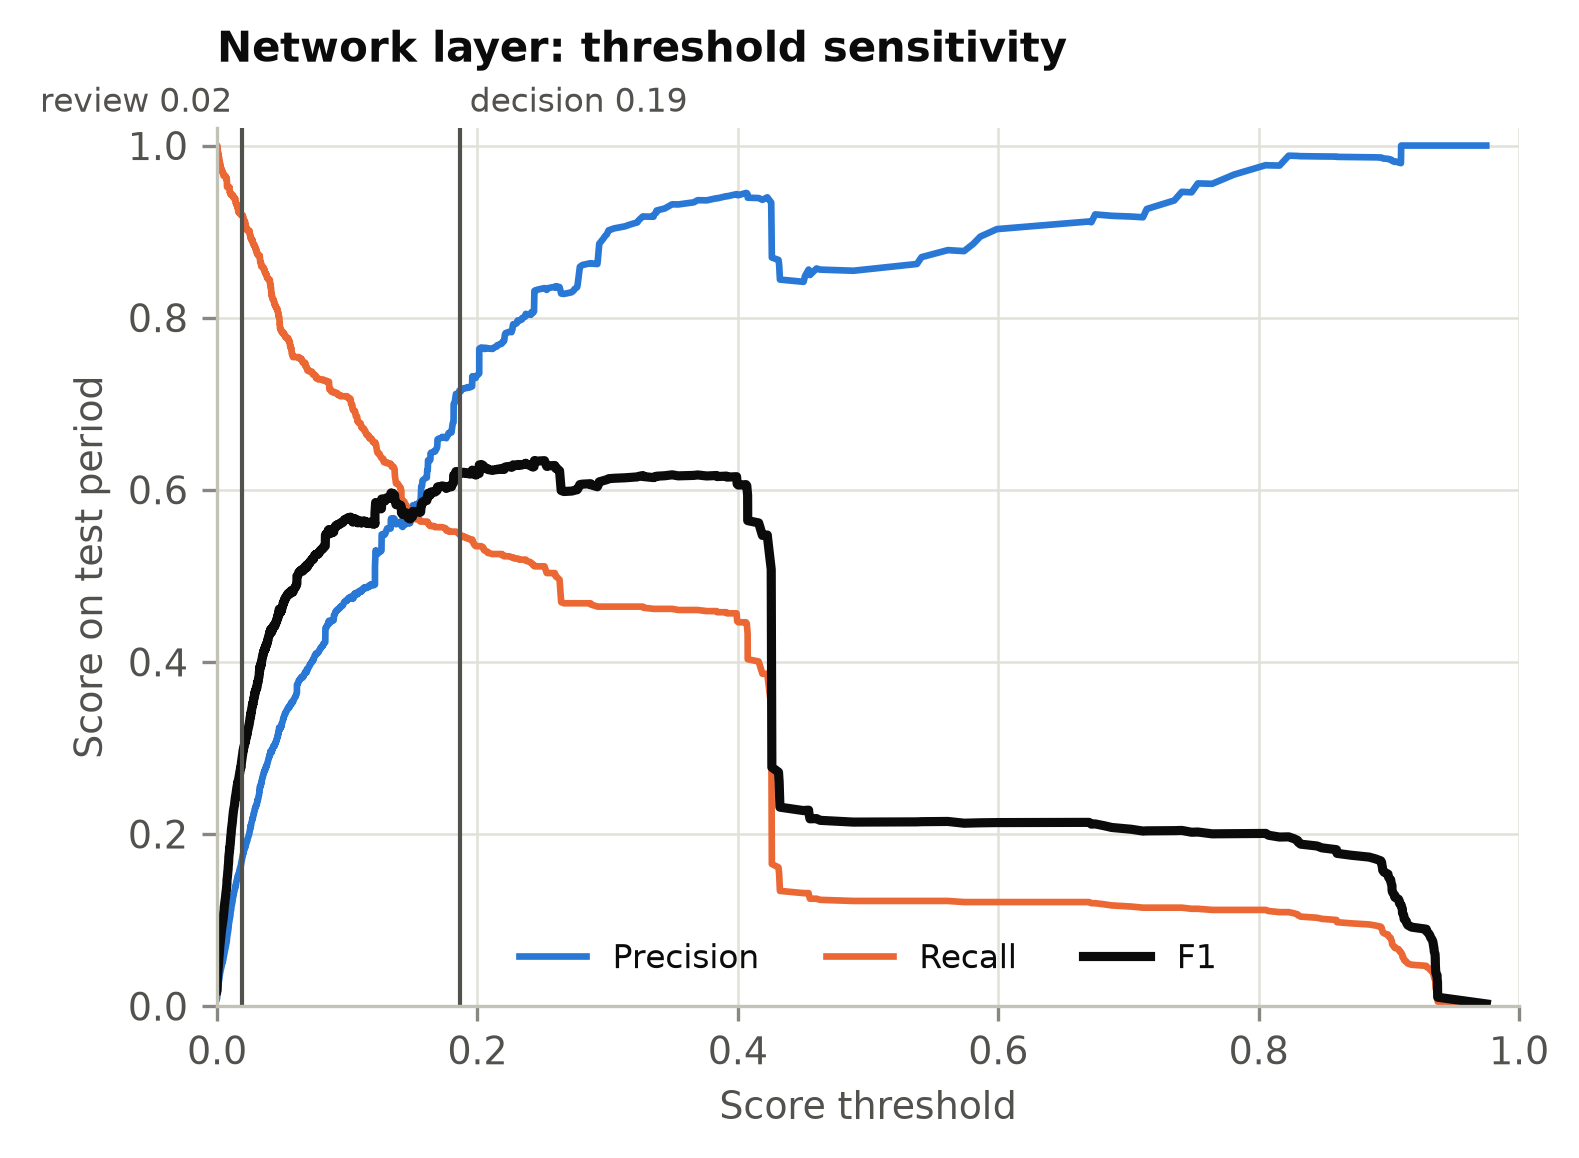 Network layer: threshold sensitivity
review 0.02
decision 0.19
1.0
0.8
0.6
0.4
0.2
0.0
Score on test period
Precision
Recall
F1
0.0
0.2
0.4
0.6
0.8
1.0
Score threshold